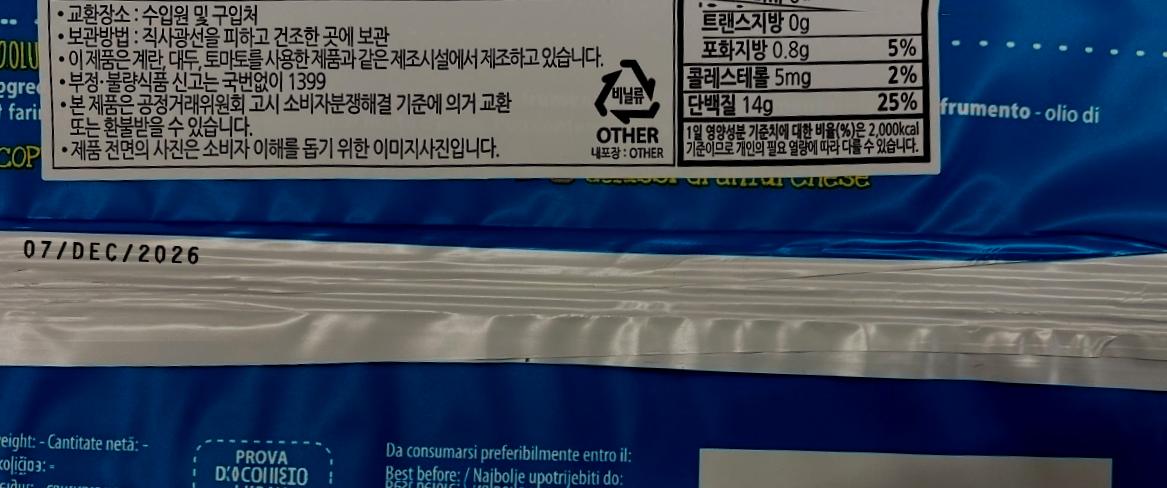 • 교환장소 : 수입원 및 구입처
• 보관방법 : 직사광선을 피하고 건조한 곳에 보관
• 이 제품은 계란, 대두, 토마토를 사용한 제품과 같은 제조시설에서 제조하고 있습니다.
• 부정·불량식품 신고는 국번없이 1399
• 본 제품은 공정거래위원회 고시 소비자분쟁해결 기준에 의거 교환
또는 환불받을 수 있습니다.
• 제품 전면의 사진은 소비자 이해를 돕기 위한 이미지사진입니다.
비닐류
OTHER
내포장 : OTHER
트랜스지방 0g
포화지방 0.8g 5%
콜레스테롤 5mg 2%
단백질 14g 25%
1일 영양성분 기준치에 대한 비율(%)은 2,000kcal
기준이므로 개인의 필요 열량에 따라 다를 수 있습니다.
frumento - olio di
07/DEC/2026
eight: - Cantitate netă: -
PROVA
D'ACQUISTO
Da consumarsi preferibilmente entro il:
Best before: / Najbolje upotrijebiti do: